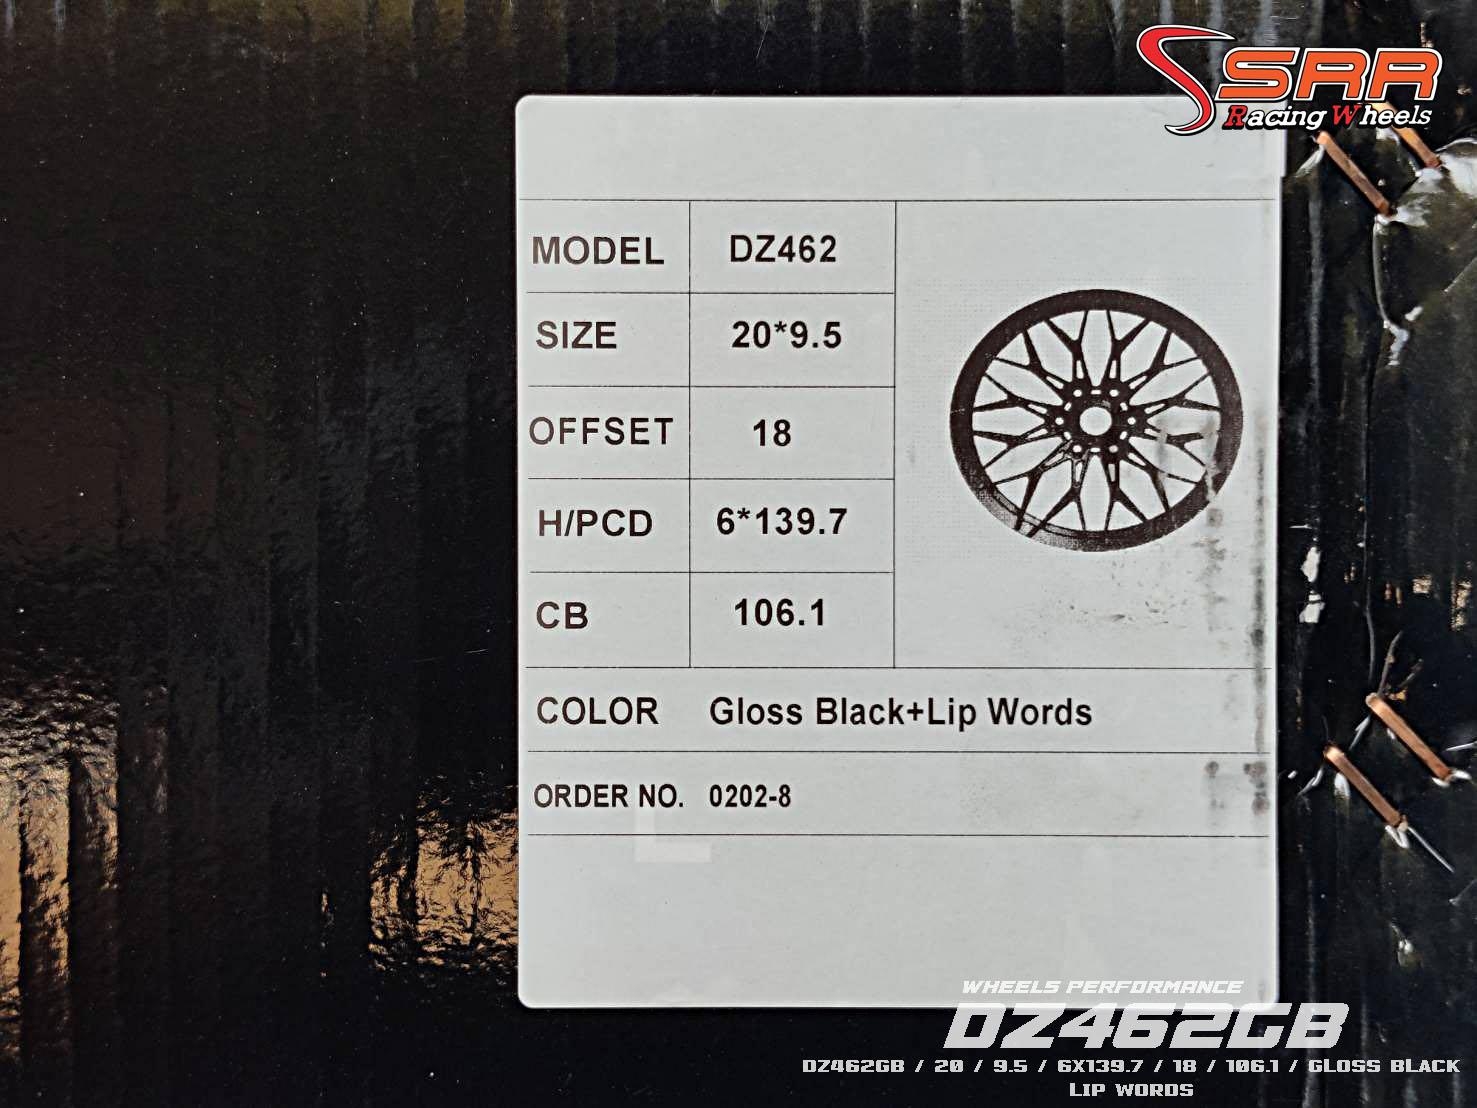 SRR
Racing Wheels
MODEL DZ462
SIZE 20*9.5
OFFSET 18
H/PCD 6*139.7
CB 106.1
COLOR Gloss Black+Lip Words
ORDER NO. 0202-8
WHEELS PERFORMANCE
DZ462GB
DZ462GB / 20 / 9.5 / 6X139.7 / 18 / 106.1 / GLOSS BLACK
LIP WORDS